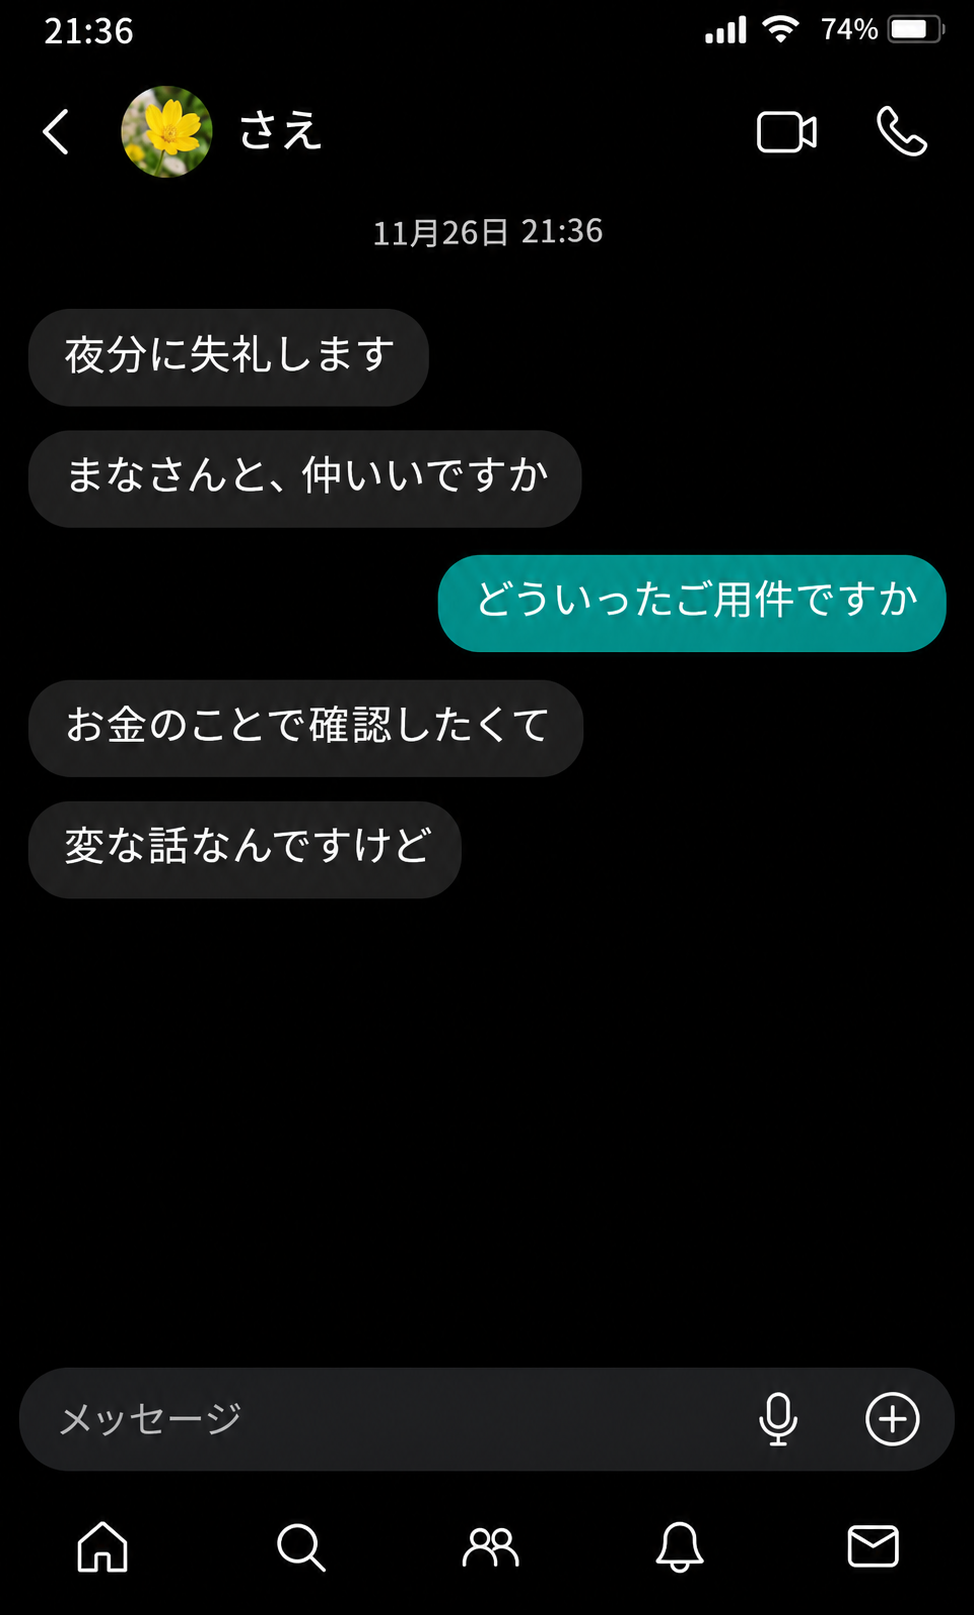 21:36
74%
さえ
11月26日 21:36
夜分に失礼します
まなさんと、仲いいですか
どういったご用件ですか
お金のことで確認したくて
変な話なんですけど
メッセージ